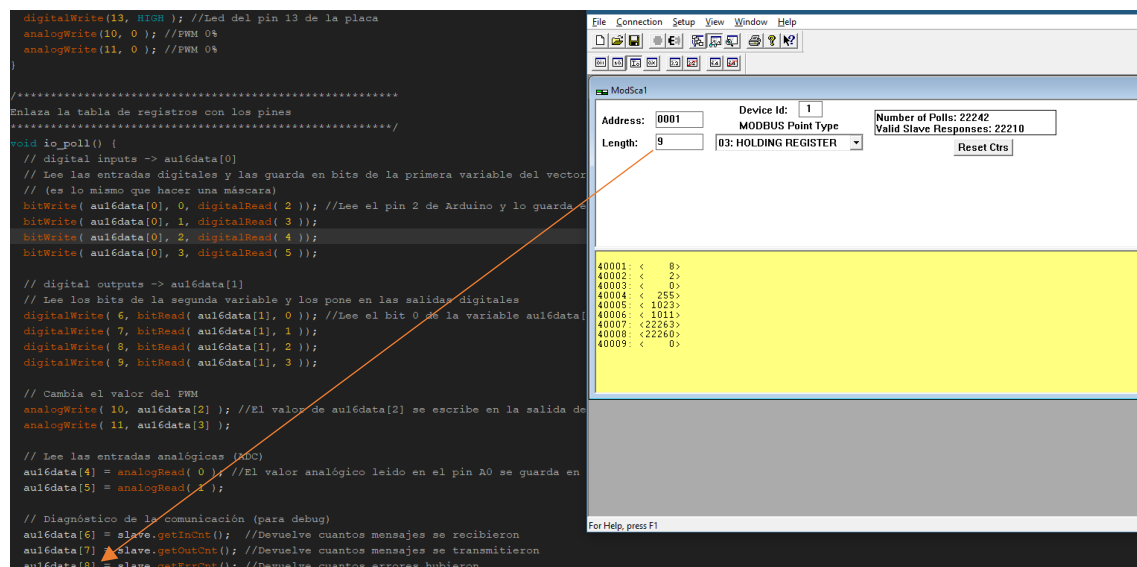 digitalWrite(13, HIGH ); //Led del pin 13 de la placa
analogWrite(10, 0 ); //PWM 0%
analogWrite(11, 0 ); //PWM 0%
}
/**********************************************************
Enlaza la tabla de registros con los pines
**********************************************************/
void io_poll() {
// digital inputs -> au16data[0]
// Lee las entradas digitales y las guarda en bits de la primera variable del vector
// (es lo mismo que hacer una máscara)
bitWrite( au16data[0], 0, digitalRead( 2 )); //Lee el pin 2 de Arduino y lo guarda
bitWrite( au16data[0], 1, digitalRead( 3 ));
bitWrite( au16data[0], 2, digitalRead( 4 ));
bitWrite( au16data[0], 3, digitalRead( 5 ));
// digital outputs -> au16data[1]
// Lee los bits de la segunda variable y los pone en las salidas digitales
digitalWrite( 6, bitRead( au16data[1], 0 )); //Lee el bit 0 de la variable au16data[
digitalWrite( 7, bitRead( au16data[1], 1 ));
digitalWrite( 8, bitRead( au16data[1], 2 ));
digitalWrite( 9, bitRead( au16data[1], 3 ));
// Cambia el valor del PWM
analogWrite( 10, au16data[2] ); //El valor de au16data[2] se escribe en la salida de
analogWrite( 11, au16data[3] );
// Lee las entradas analógicas (ADC)
au16data[4] = analogRead( 0 ); //El valor analógico leido en el pin A0 se guarda en
au16data[5] = analogRead( 1 );
// Diagnóstico de la comunicación (para debug)
au16data[6] = slave.getInCnt(); //Devuelve cuantos mensajes se recibieron
au16data[7] = slave.getOutCnt(); //Devuelve cuantos mensajes se transmitieron
au16data[8] = slave.getErrCnt(); //Devuelve cuantos errores hubieron
File Connection Setup View Window Help
ModSca1
Address: 0001
Device Id: 1
MODBUS Point Type
Length: 9
03: HOLDING REGISTER
Number of Polls: 22242
Valid Slave Responses: 22210
Reset Ctrs
40001: < 8>
40002: < 2>
40003: < 0>
40004: < 255>
40005: < 1023>
40006: < 1011>
40007: <22263>
40008: <22260>
40009: < 0>
For Help, press F1